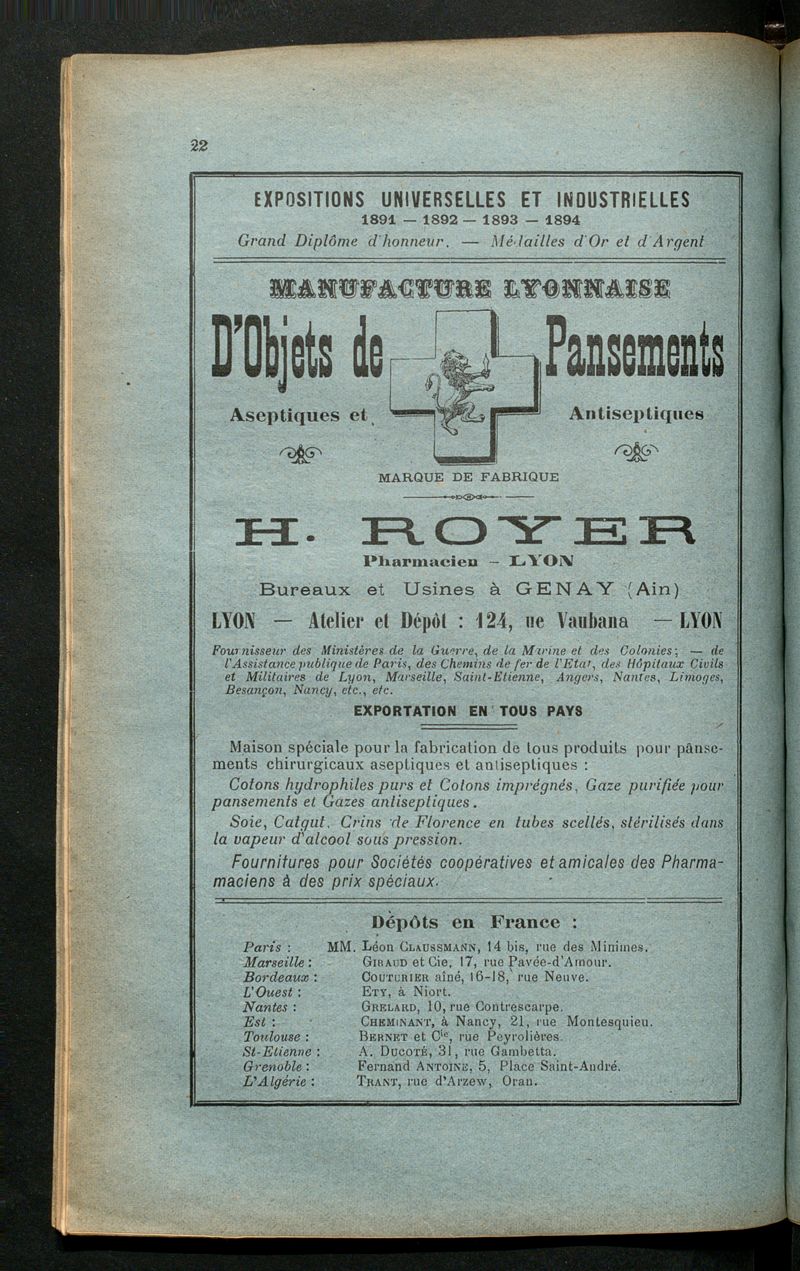 22
EXPOSITIONS UNIVERSELLES ET INDUSTRIELLES
1891 — 1892 — 1893 — 1894
Grand Diplôme d'honneur. — Médailles d'Or et d'Argent
MANUFACTURE LYONNAISE
D'Objets de Pansements
Aseptiques et Antiseptiques
MARQUE DE FABRIQUE
H. ROYER
Pharmacien — LYON
Bureaux et Usines à GENAY (Ain)
LYON — Atelier et Dépôt : 124, ue Vaubana — LYON
Fournisseur des Ministères de la Guerre, de la Marine et des Colonies; — de
l'Assistance publique de Paris, des Chemins de fer de l'Etat, des Hôpitaux Civils
et Militaires de Lyon, Marseille, Saint-Etienne, Angers, Nantes, Limoges,
Besançon, Nancy, etc., etc.
EXPORTATION EN TOUS PAYS
Maison spéciale pour la fabrication de tous produits pour panse-
ments chirurgicaux aseptiques et antiseptiques :
Cotons hydrophiles purs et Cotons imprégnés, Gaze purifiée pour
pansements et Gazes antiseptiques.
Soie, Catgut. Crins de Florence en tubes scellés, stérilisés dans
la vapeur d'alcool sous pression.
Fournitures pour Sociétés coopératives et amicales des Pharma-
maciens à des prix spéciaux.
Dépôts en France :
Paris : MM. Léon CLAUSSMANN, 14 bis, rue des Minimes.
Marseille : GIRAUD et Cie, 17, rue Pavée-d'Amour.
Bordeaux : COUTURIER aîné, 16-18, rue Neuve.
L'Ouest : ETY, à Niort.
Nantes : GRELARD, 10, rue Contrescarpe.
Est : CHEMINANT, à Nancy, 21, rue Montesquieu.
Toulouse : BERNET et Cie, rue Peyrolières.
St-Etienne : A. DUCOTÉ, 31, rue Gambetta.
Grenoble : Fernand ANTOINE, 5, Place Saint-André.
L'Algérie : TRANT, rue d'Arzew, Oran.